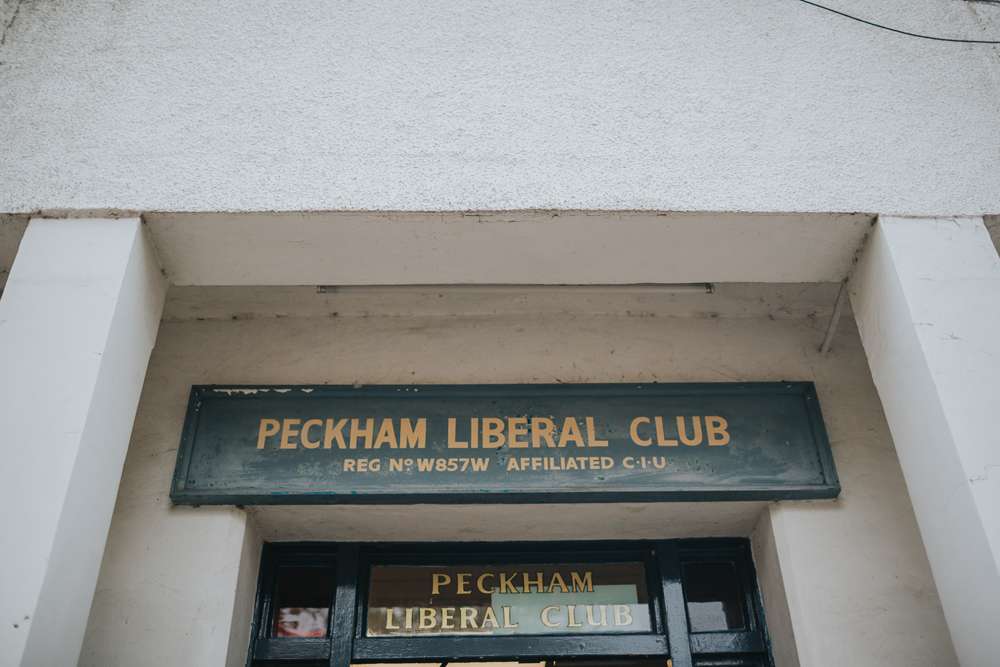 PECKHAM LIBERAL CLUB
REG Nº W857W AFFILIATED C·I·U
PECKHAM
LIBERAL CLUB